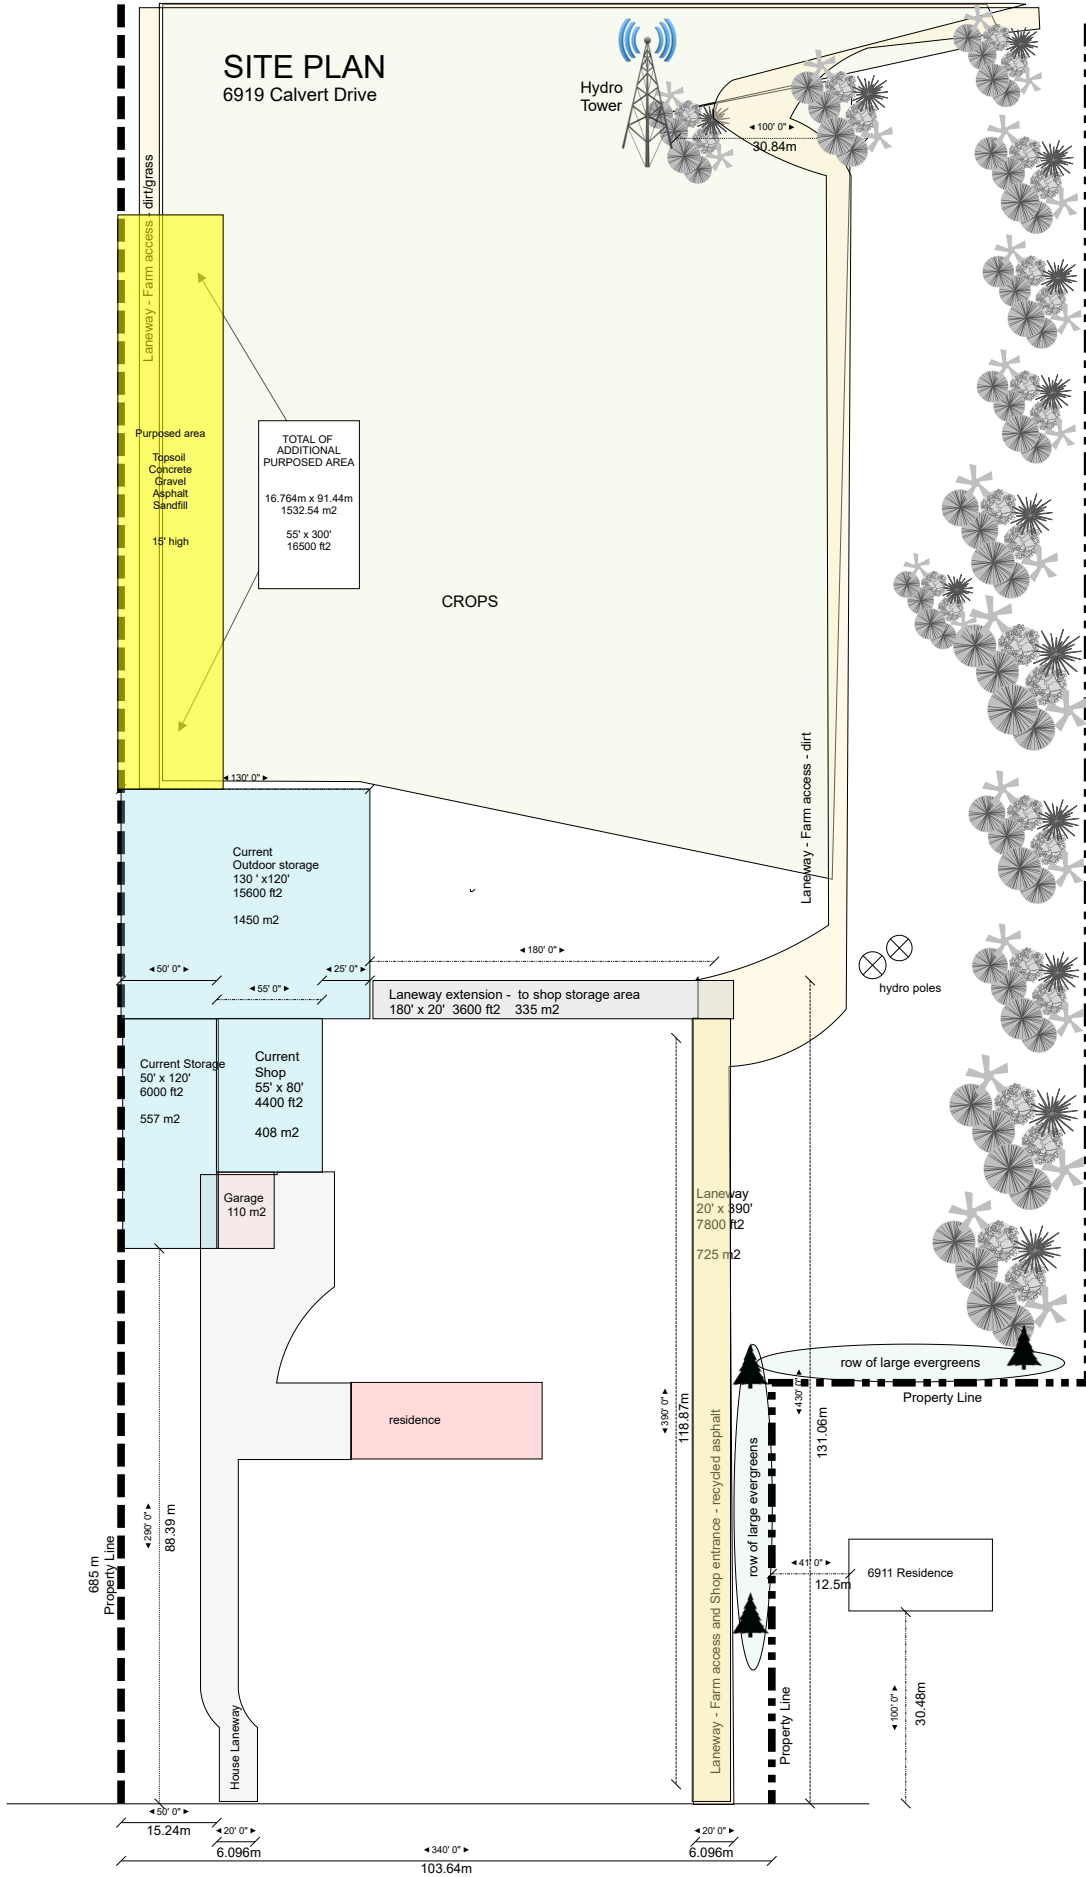 SITE PLAN
6919 Calvert Drive
Hydro
Tower
◄100' 0"►
30.84m
Laneway - Farm access - dirt/grass
Purposed area
Topsoil
Concrete
Gravel
Asphalt
Sandfill
15' high
TOTAL OF
ADDITIONAL
PURPOSED AREA
16.764m x 91.44m
1532.54 m2
55' x 300'
16500 ft2
CROPS
Laneway - Farm access - dirt
◄130' 0"►
Current
Outdoor storage
130 ' x120'
15600 ft2
1450 m2
◄50' 0"►
◄25' 0"►
◄55' 0"►
◄180' 0"►
hydro poles
Laneway extension - to shop storage area
180' x 20' 3600 ft2 335 m2
Current Storage
50' x 120'
6000 ft2
557 m2
Current
Shop
55' x 80'
4400 ft2
408 m2
Garage
110 m2
Laneway
20' x 390'
7800 ft2
725 m2
row of large evergreens
Property Line
residence
◄390' 0"►
118.87m
◄430' 0"►
131.06m
row of large evergreens
Laneway - Farm access and Shop entrance - recycled asphalt
◄41' 0"►
12.5m
6911 Residence
◄290' 0"►
88.39 m
685 m
Property Line
House Laneway
Property Line
◄100' 0"►
30.48m
◄50' 0"►
15.24m
◄20' 0"►
6.096m
◄340' 0"►
103.64m
◄20' 0"►
6.096m